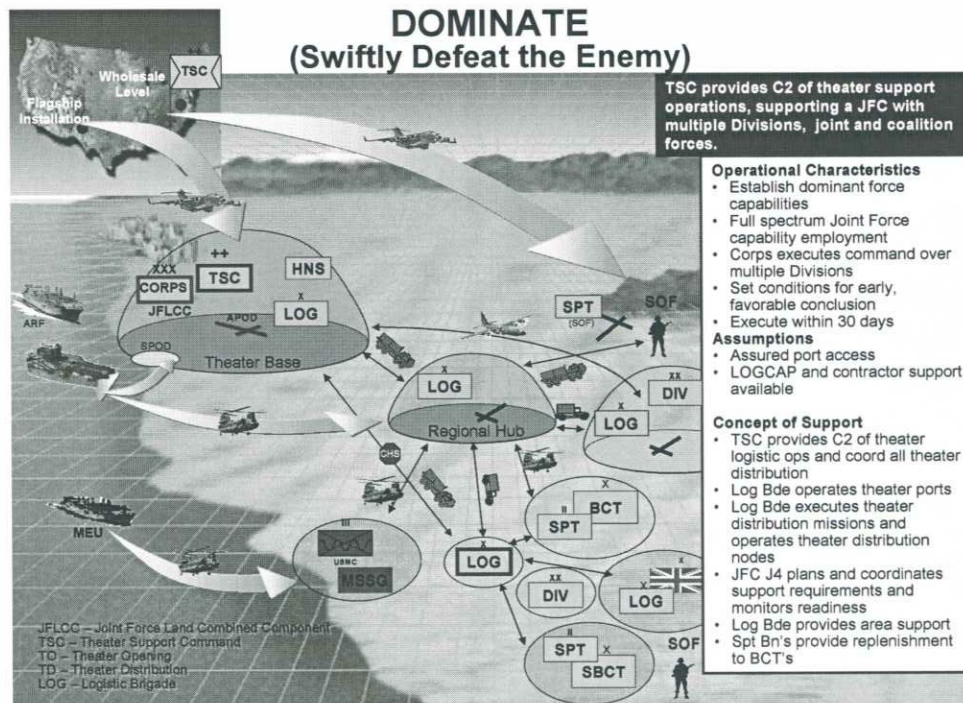 DOMINATE
(Swiftly Defeat the Enemy)
++
TSC
Wholesale
Level
Flagship
Installation
TSC provides C2 of theater support
operations, supporting a JFC with
multiple Divisions, joint and coalition
forces.
Operational Characteristics
• Establish dominant force
capabilities
• Full spectrum Joint Force
capability employment
• Corps executes command over
multiple Divisions
• Set conditions for early,
favorable conclusion
• Execute within 30 days
Assumptions
• Assured port access
• LOGCAP and contractor support
available
Concept of Support
• TSC provides C2 of theater
logistic ops and coord all theater
distribution
• Log Bde operates theater ports
• Log Bde executes theater
distribution missions and
operates theater distribution
nodes
• JFC J4 plans and coordinates
support requirements and
monitors readiness
• Log Bde provides area support
• Spt Bn's provide replenishment
to BCT's
XXX
CORPS
JFLCC
++
TSC
HNS
X
LOG
APOD
SPOD
Theater Base
ARF
SPT
(SOF)
SOF
X
LOG
Regional Hub
XX
DIV
X
LOG
CHS
MEU
III
USMC
MSSG
X
BCT
II
SPT
X
LOG
XX
DIV
X
X
LOG
II
SPT
X
SBCT
SOF
JFLCC – Joint Force Land Combined Component
TSC – Theater Support Command
TO – Theater Opening
TD – Theater Distribution
LOG – Logistic Brigade